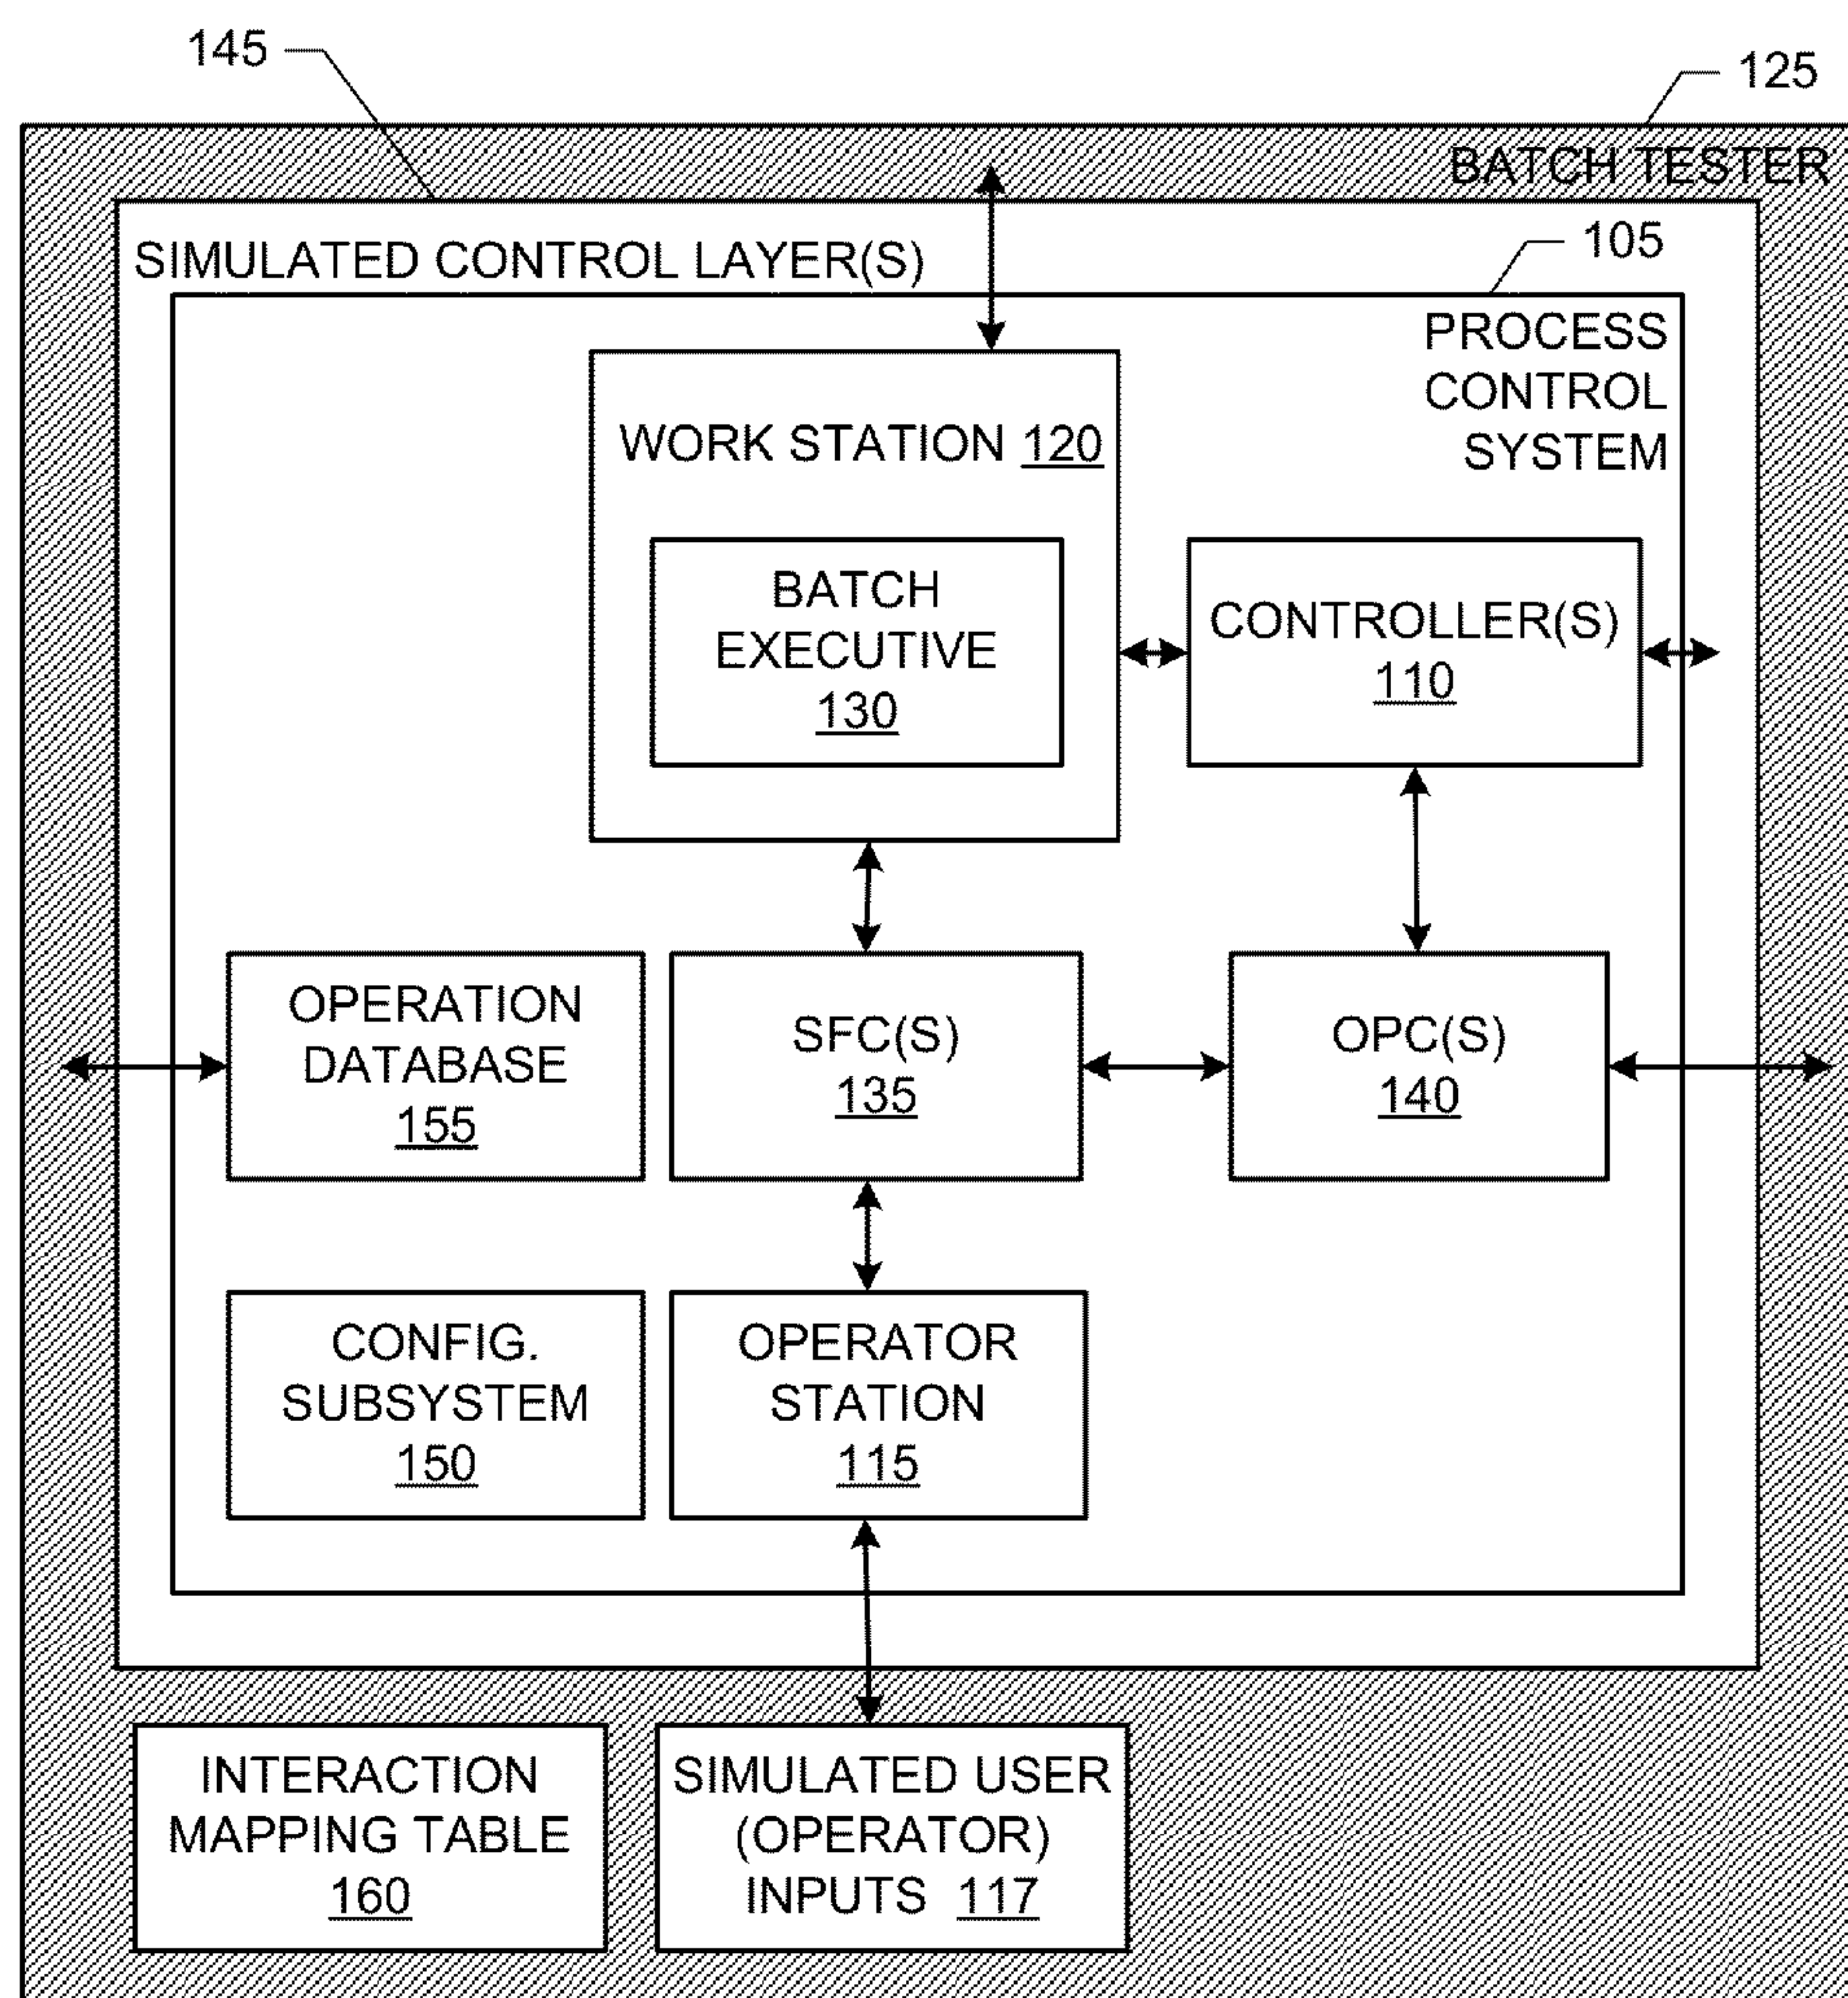 145
125
BATCH TESTER
SIMULATED CONTROL LAYER(S)
105
PROCESS
CONTROL
SYSTEM
WORK STATION 120
BATCH
EXECUTIVE
130
CONTROLLER(S)
110
OPERATION
DATABASE
155
SFC(S)
135
OPC(S)
140
CONFIG.
SUBSYSTEM
150
OPERATOR
STATION
115
INTERACTION
MAPPING TABLE
160
SIMULATED USER
(OPERATOR)
INPUTS 117